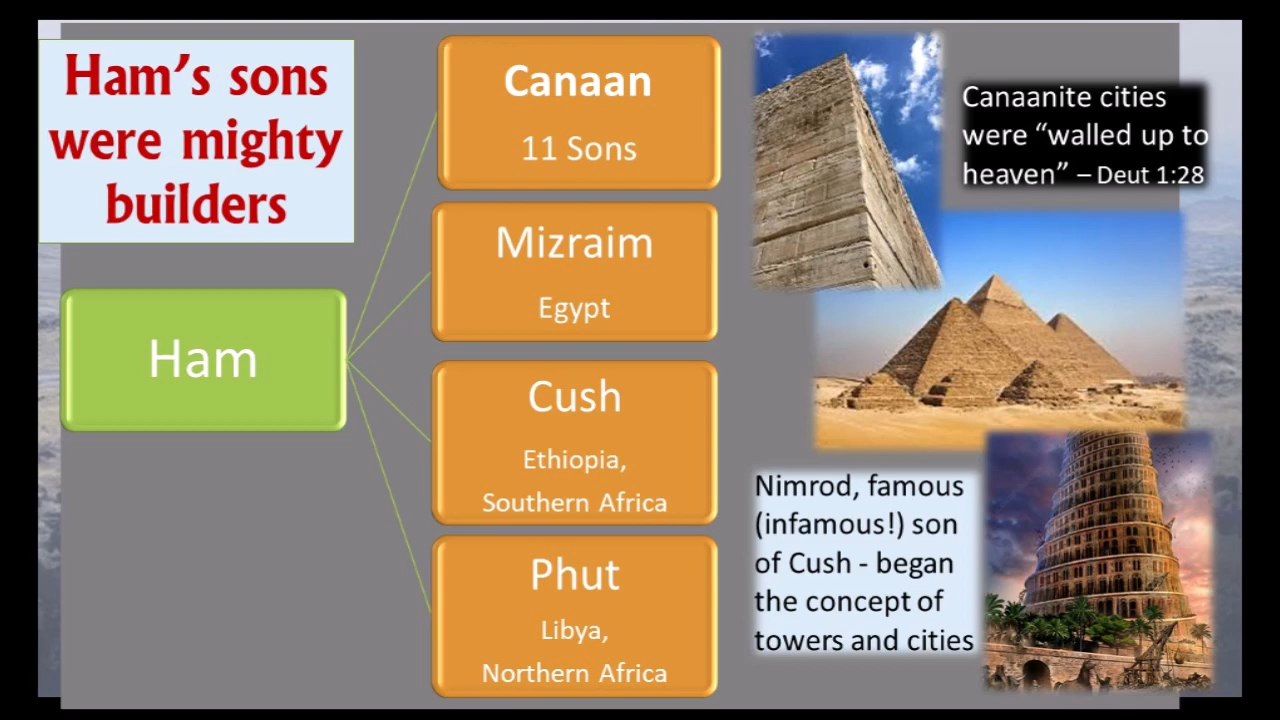 Ham’s sons
were mighty
builders
Ham
Canaan
11 Sons
Mizraim
Egypt
Cush
Ethiopia,
Southern Africa
Phut
Libya,
Northern Africa
Canaanite cities
were “walled up to
heaven” – Deut 1:28
Nimrod, famous
(infamous!) son
of Cush - began
the concept of
towers and cities